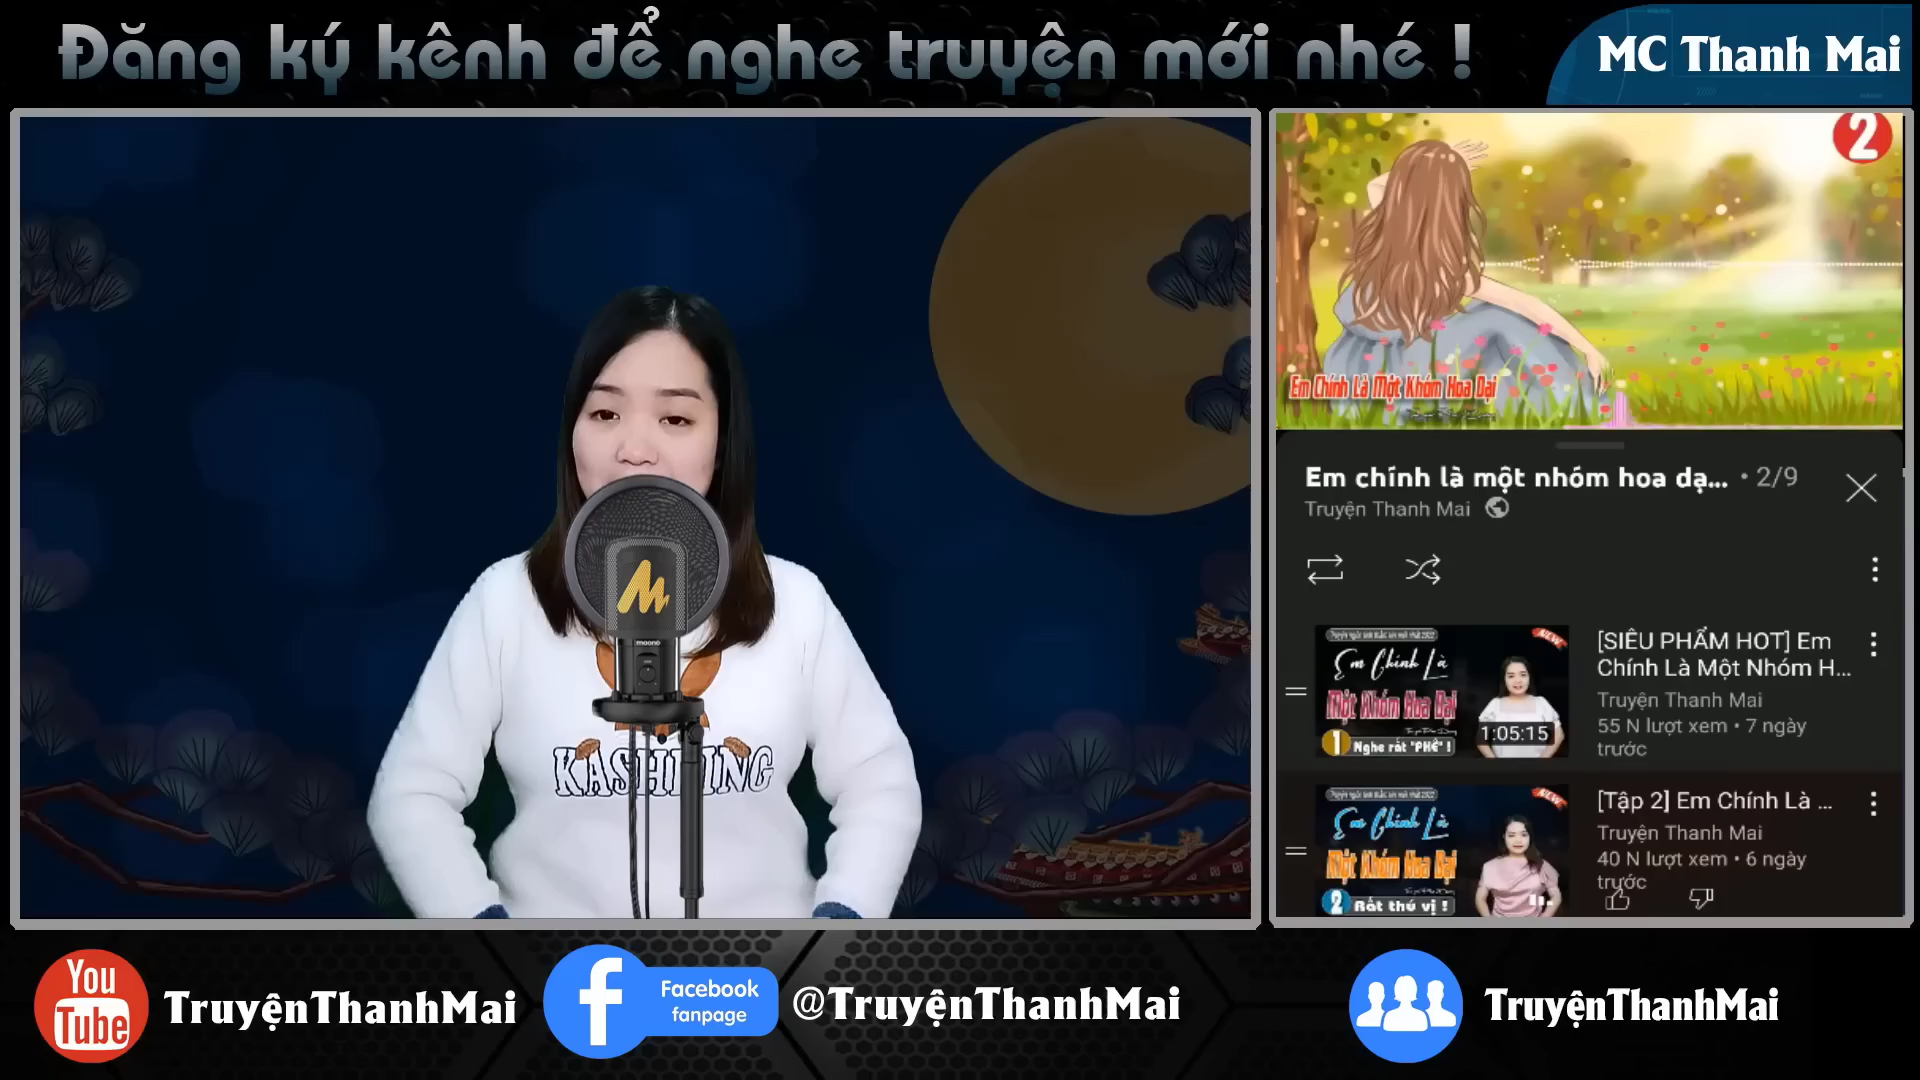 Đăng ký kênh để nghe truyện mới nhé !
MC Thanh Mai
2
Em Chính Là Một Khóm Hoa Dại
Em chính là một nhóm hoa dạ... • 2/9
Truyện Thanh Mai
[SIÊU PHẨM HOT] Em
Chính Là Một Nhóm H...
Truyện Thanh Mai
55 N lượt xem • 7 ngày
trước
NEW
Em Chính Là
Một Khóm Hoa Dại
1 Nghe rất "PHÊ" !
1:05:15
[Tập 2] Em Chính Là ...
Truyện Thanh Mai
40 N lượt xem • 6 ngày
trước
NEW
Em Chính Là
Một Khóm Hoa Dại
2 Rất thú vị !
maono
KASHIJING
You
Tube
TruyệnThanhMai
Facebook
fanpage
@TruyệnThanhMai
TruyệnThanhMai